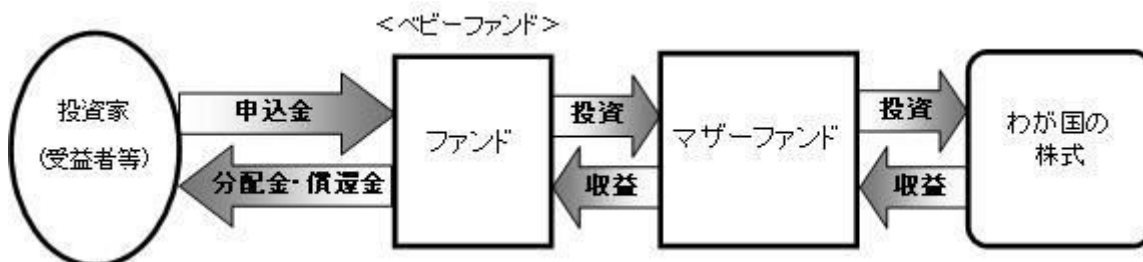 <ベビーファンド>
投資家
(受益者等)
申込金
分配金・償還金
ファンド
投資
収益
マザーファンド
投資
収益
わが国の
株式